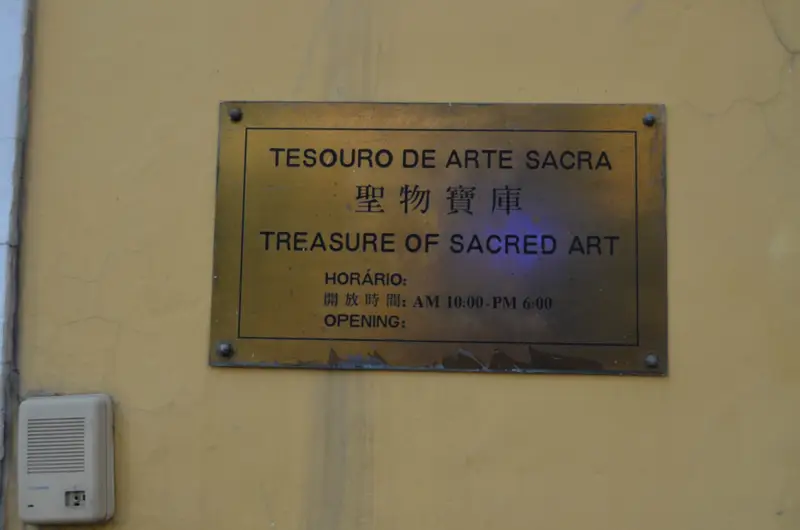 TESOURO DE ARTE SACRA
聖物寶庫
TREASURE OF SACRED ART
HORÁRIO:
開放時間: AM 10:00-PM 6:00
OPENING: